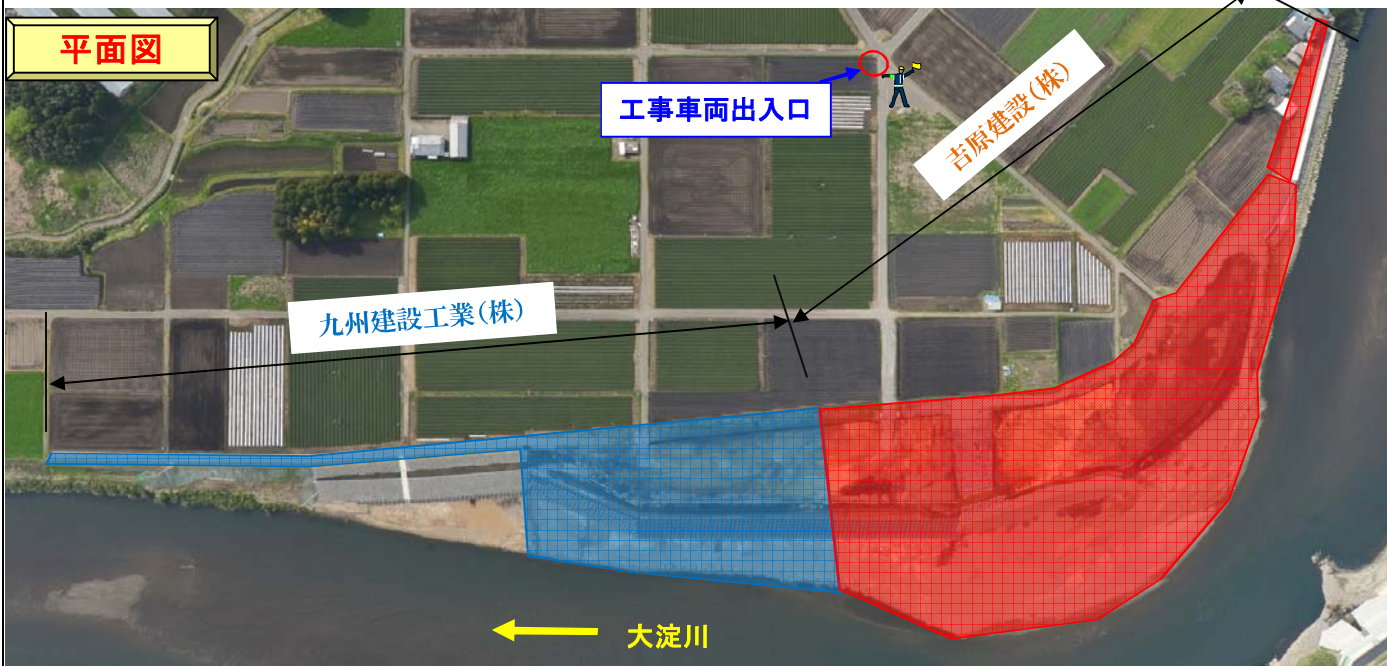 平面図
工事車両出入口
吉原建設(株)
九州建設工業(株)
大淀川